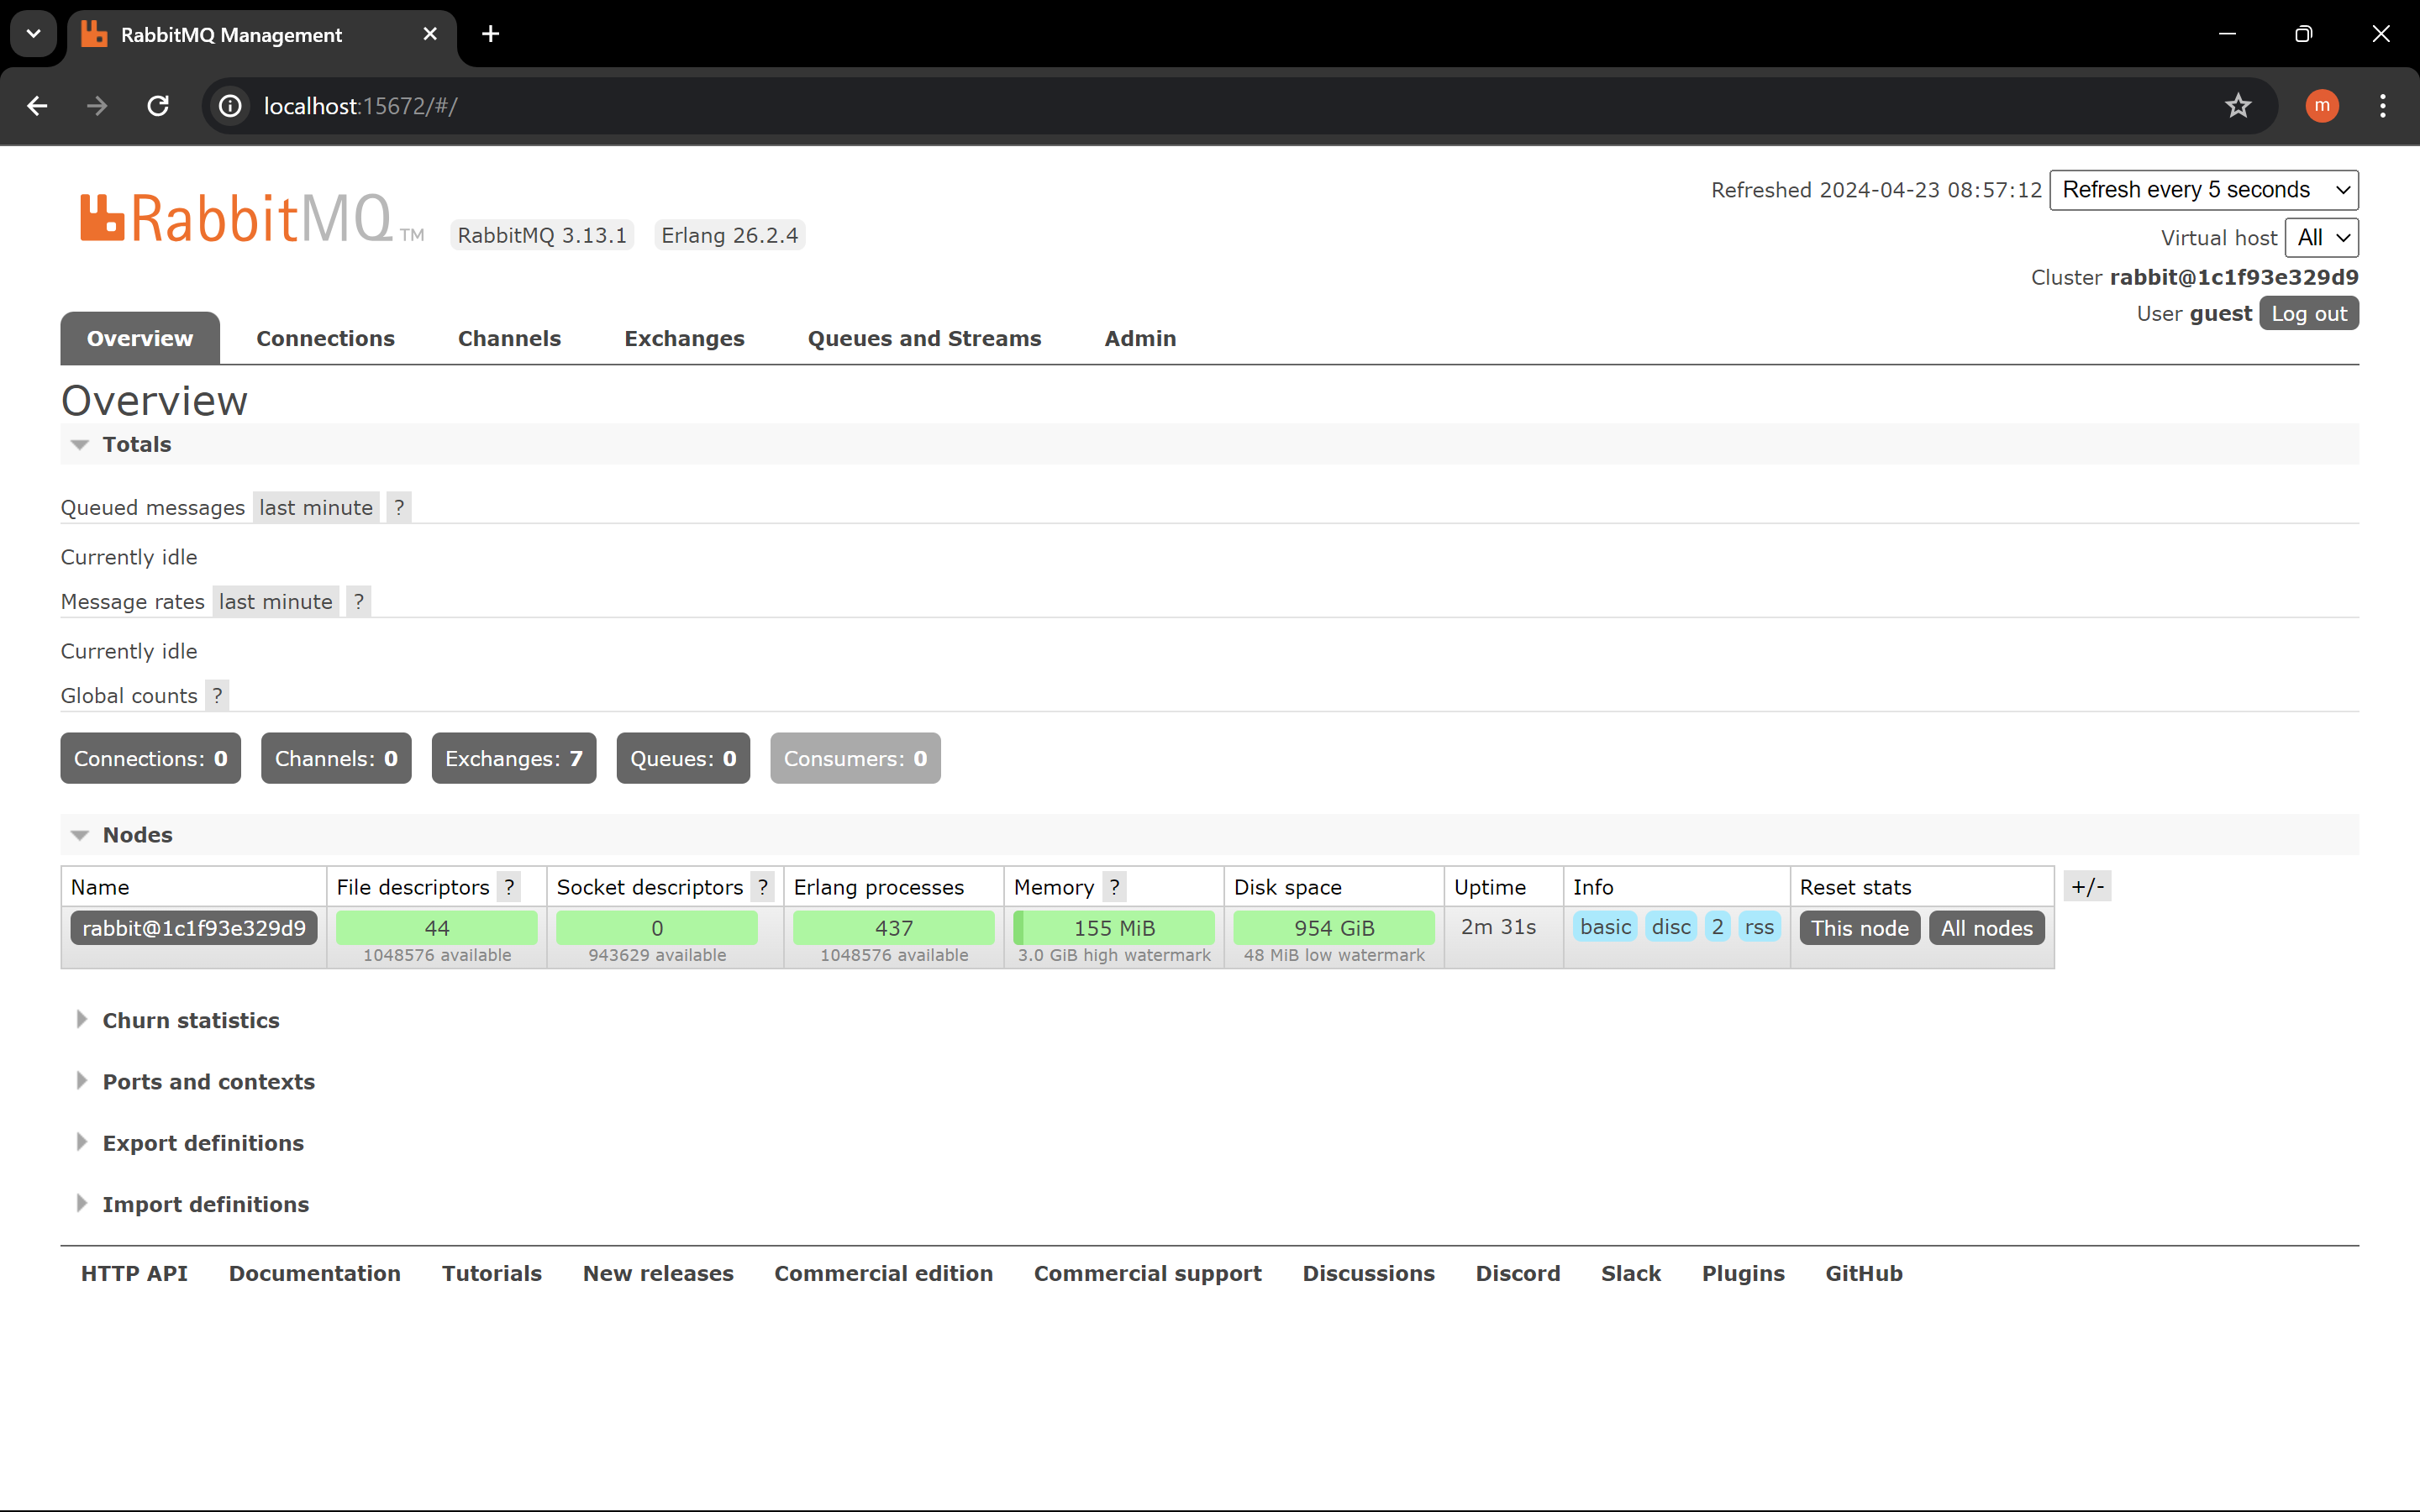 RabbitMQ Management
localhost:15672/#/
m
RabbitMQ TM RabbitMQ 3.13.1 Erlang 26.2.4
Refreshed 2024-04-23 08:57:12 Refresh every 5 seconds
Virtual host All
Cluster rabbit@1c1f93e329d9
User guest Log out
Overview Connections Channels Exchanges Queues and Streams Admin
Overview
Totals
Queued messages last minute ?
Currently idle
Message rates last minute ?
Currently idle
Global counts ?
Connections: 0 Channels: 0 Exchanges: 7 Queues: 0 Consumers: 0
Nodes
Name File descriptors ? Socket descriptors ? Erlang processes Memory ? Disk space Uptime Info Reset stats +/-
rabbit@1c1f93e329d9 44 0 437 155 MiB 954 GiB 2m 31s basic disc 2 rss This node All nodes
1048576 available 943629 available 1048576 available 3.0 GiB high watermark 48 MiB low watermark
Churn statistics
Ports and contexts
Export definitions
Import definitions
HTTP API Documentation Tutorials New releases Commercial edition Commercial support Discussions Discord Slack Plugins GitHub